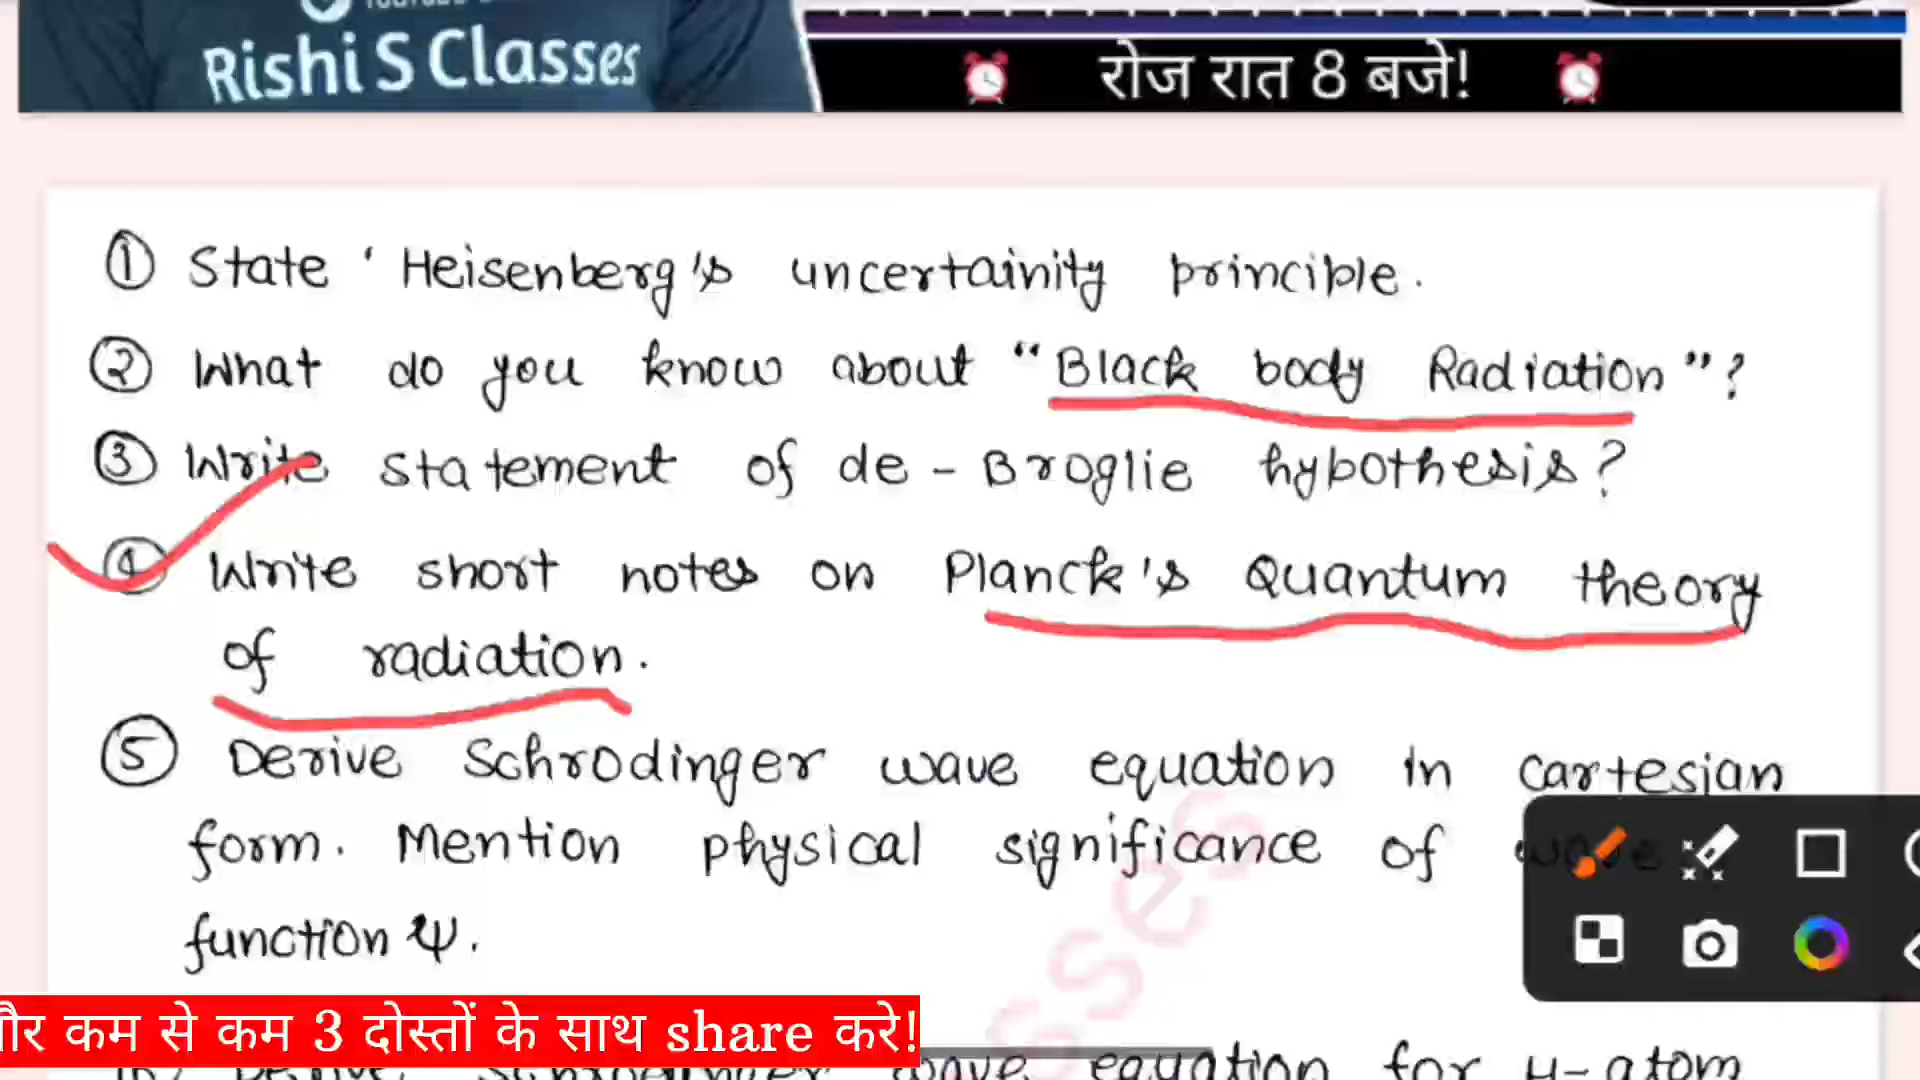 Rishi S Classes
रोज रात 8 बजे!
① State ' Heisenberg's uncertainity principle.
② What do you know about "Black body Radiation"?
③ Write statement of de-Broglie hypothesis?
④ Write short notes on Planck's Quantum theory
of radiation.
⑤ Derive Schrodinger wave equation in cartesian
form. Mention physical significance of wave
function ψ.
कम से कम 3 दोस्तों के साथ share करे!
wave equation for H-atom